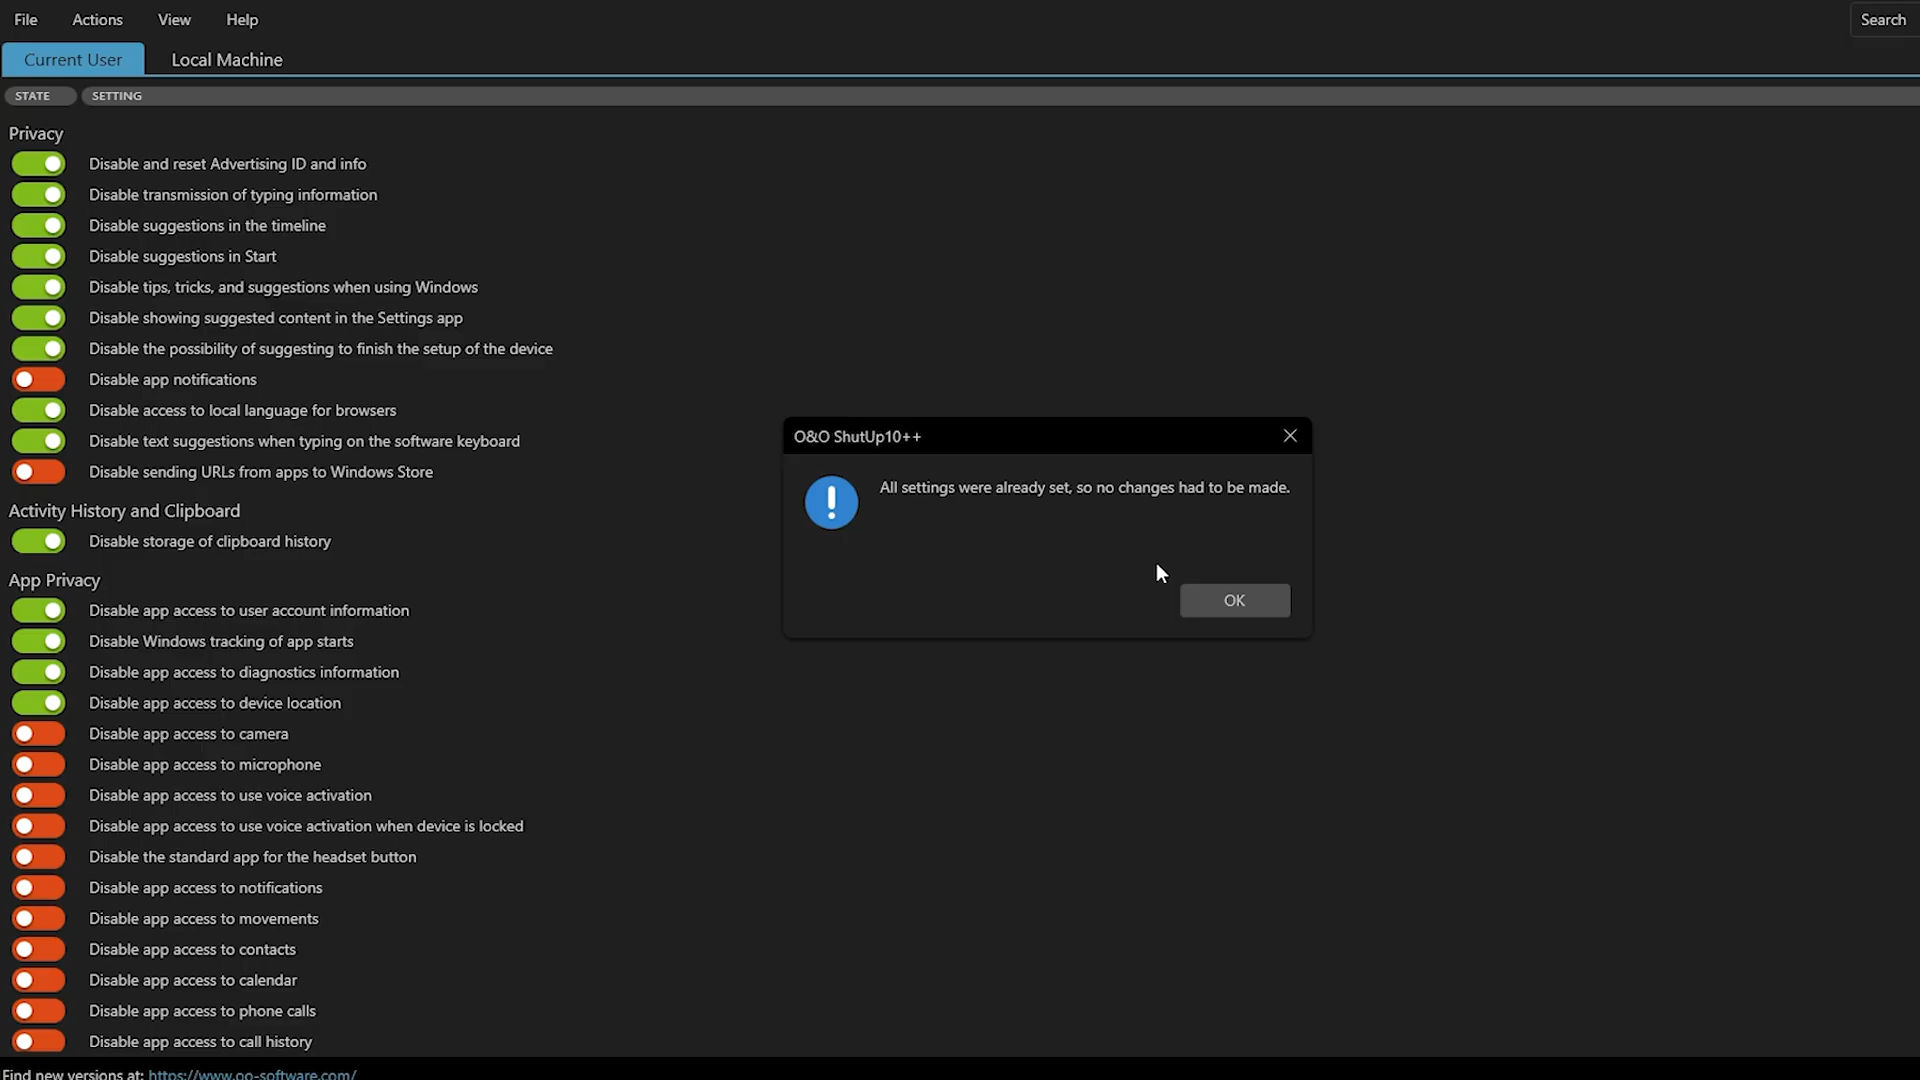 File Actions View Help Search
Current User Local Machine
STATE SETTING
Privacy
Disable and reset Advertising ID and info
Disable transmission of typing information
Disable suggestions in the timeline
Disable suggestions in Start
Disable tips, tricks, and suggestions when using Windows
Disable showing suggested content in the Settings app
Disable the possibility of suggesting to finish the setup of the device
Disable app notifications
Disable access to local language for browsers
Disable text suggestions when typing on the software keyboard
Disable sending URLs from apps to Windows Store
Activity History and Clipboard
Disable storage of clipboard history
App Privacy
Disable app access to user account information
Disable Windows tracking of app starts
Disable app access to diagnostics information
Disable app access to device location
Disable app access to camera
Disable app access to microphone
Disable app access to use voice activation
Disable app access to use voice activation when device is locked
Disable the standard app for the headset button
Disable app access to notifications
Disable app access to movements
Disable app access to contacts
Disable app access to calendar
Disable app access to phone calls
Disable app access to call history
Find new versions at: https://www.oo-software.com/
O&O ShutUp10++
All settings were already set, so no changes had to be made.
OK